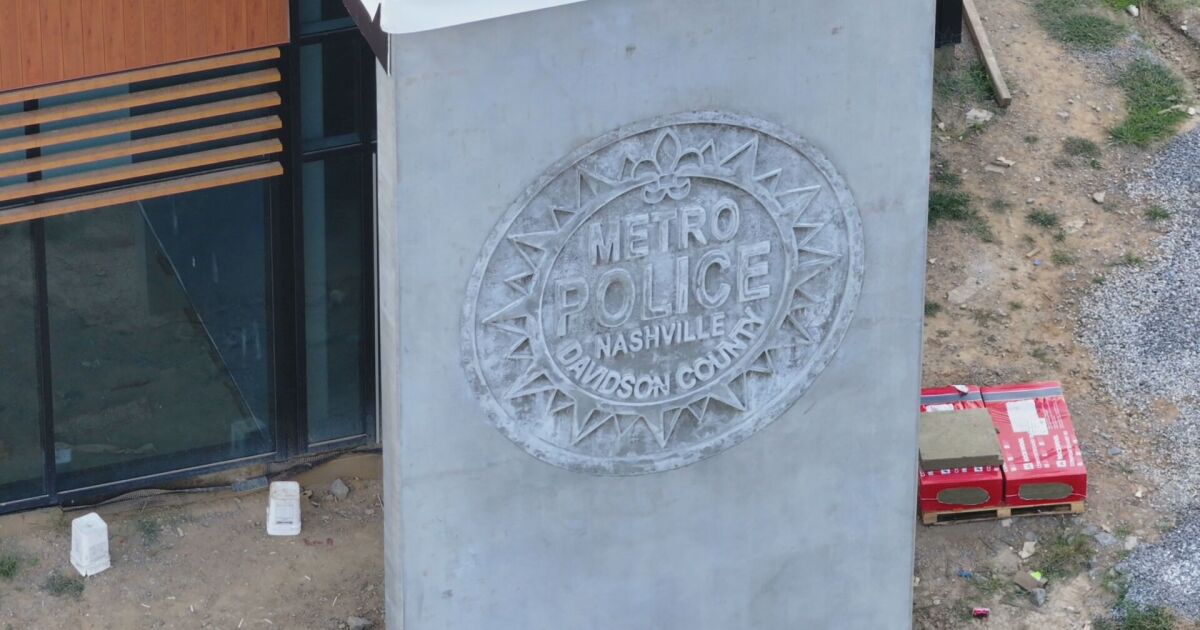 METRO
POLICE
NASHVILLE
DAVIDSON COUNTY